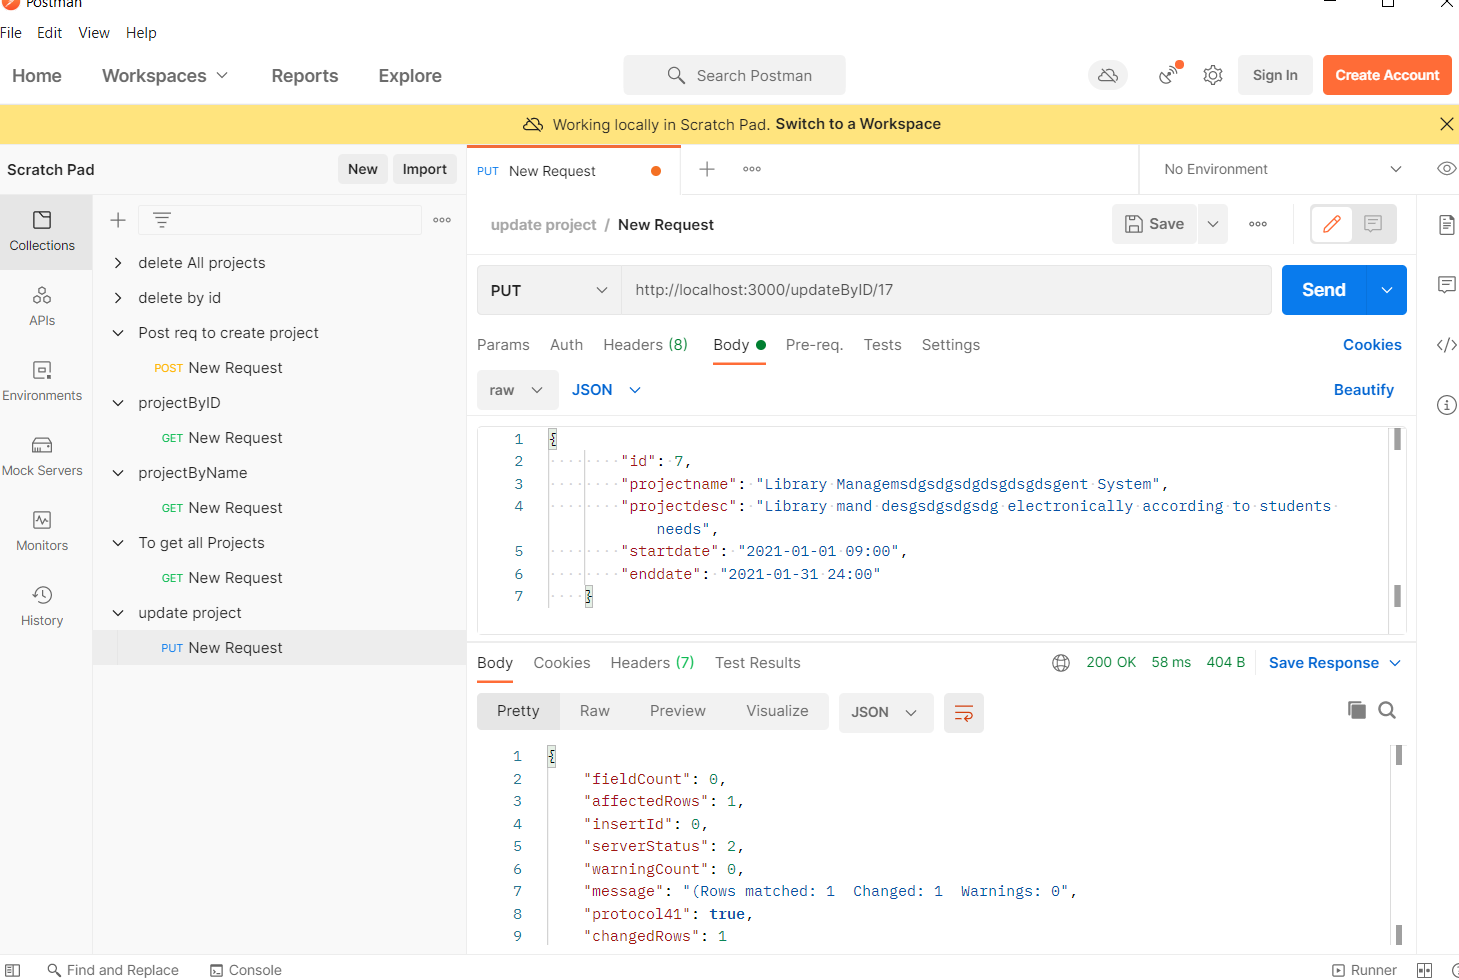 Postman
File Edit View Help
Home Workspaces Reports Explore Search Postman Sign In Create Account
Working locally in Scratch Pad. Switch to a Workspace
Scratch Pad New Import
PUT New Request No Environment
Collections
APIs
Environments
Mock Servers
Monitors
History
delete All projects
delete by id
Post req to create project
POST New Request
projectByID
GET New Request
projectByName
GET New Request
To get all Projects
GET New Request
update project
PUT New Request
update project / New Request Save
PUT http://localhost:3000/updateByID/17 Send
Params Auth Headers (8) Body Pre-req. Tests Settings Cookies
raw JSON Beautify
1 {
2 "id": 7,
3 "projectname": "Library Managemsdgsdgsdgdsgdsgdsgent System",
4 "projectdesc": "Library mand desgsdgsdgsdg electronically according to students
needs",
5 "startdate": "2021-01-01 09:00",
6 "enddate": "2021-01-31 24:00"
7 }
Body Cookies Headers (7) Test Results 200 OK 58 ms 404 B Save Response
Pretty Raw Preview Visualize JSON
1 {
2 "fieldCount": 0,
3 "affectedRows": 1,
4 "insertId": 0,
5 "serverStatus": 2,
6 "warningCount": 0,
7 "message": "(Rows matched: 1 Changed: 1 Warnings: 0",
8 "protocol41": true,
9 "changedRows": 1
Find and Replace Console Runner